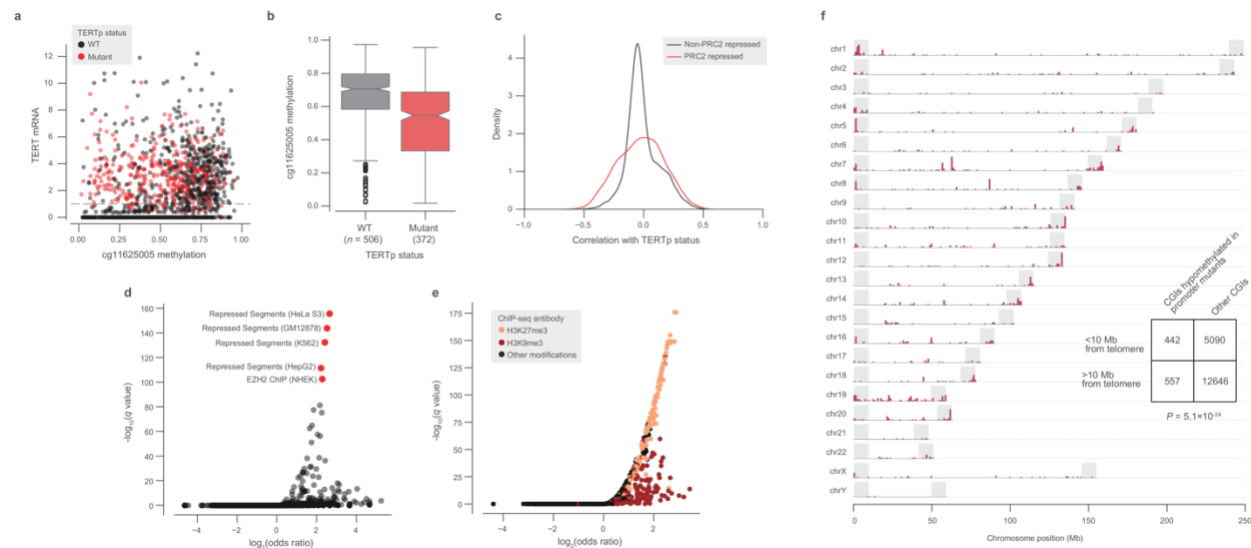 a
TERTp status
WT
Mutant
TERT mRNA
12
10
8
6
4
2
0
0.00 0.25 0.50 0.75 1.00
cg11625005 methylation
b
cg11625005 methylation
1.0
0.8
0.6
0.4
0.2
0.0
WT
(n = 506)
Mutant
(372)
TERTp status
c
Non-PRC2 repressed
PRC2 repressed
Density
4
3
2
1
0
−1.0 −0.5 0.0 0.5 1.0
Correlation with TERTp status
d
-log10(q value)
160
140
120
100
80
60
40
20
0
Repressed Segments (HeLa S3)
Repressed Segments (GM12878)
Repressed Segments (K562)
Repressed Segments (HepG2)
EZH2 ChIP (NHEK)
−4 −2 0 2 4
log2(odds ratio)
e
ChIP-seq antibody
H3K27me3
H3K9me3
Other modifications
-log10(q value)
175
150
125
100
75
50
25
0
−4 −2 0 2
log2(odds ratio)
f
chr1
chr2
chr3
chr4
chr5
chr6
chr7
chr8
chr9
chr10
chr11
chr12
chr13
chr14
chr15
chr16
chr17
chr18
chr19
chr20
chr21
chr22
chrX
chrY
0 50 100 150 200 250
Chromosome position (Mb)
CGIs hypomethylated in
promoter mutants
Other CGIs
<10 Mb
from telomere
442 5090
>10 Mb
from telomere
557 12646
P = 5.1×10-24